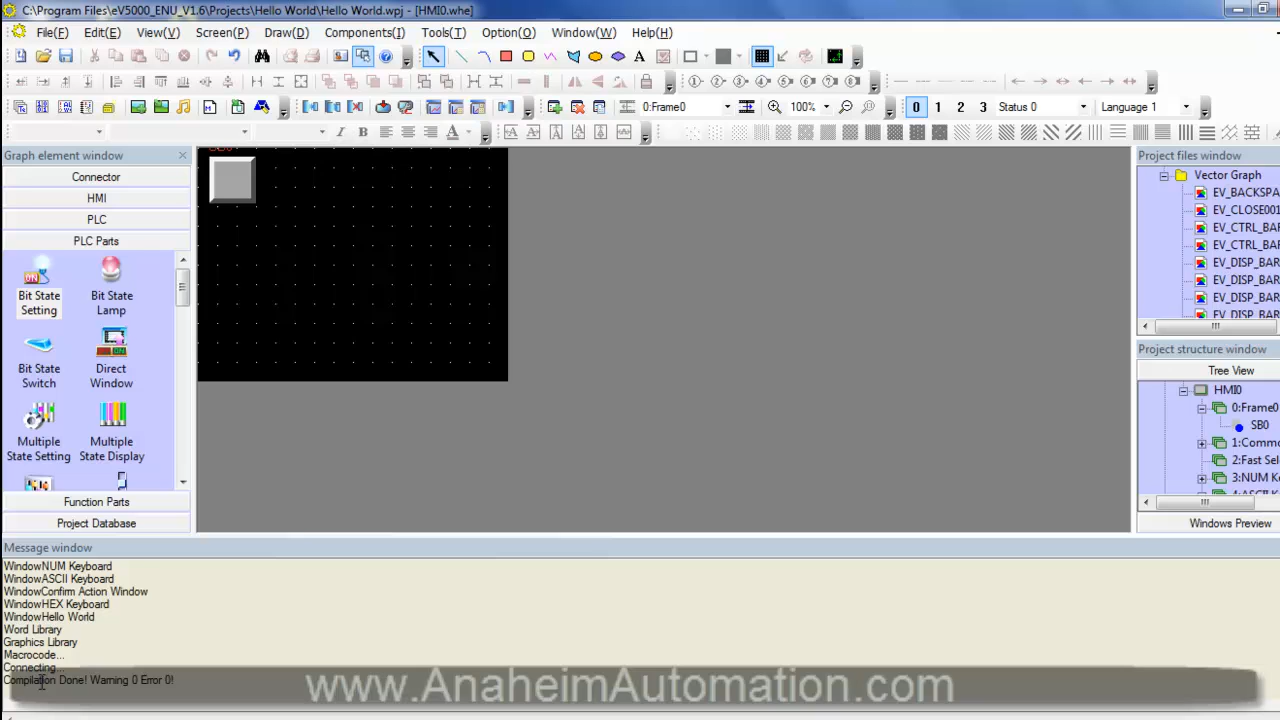 C:\Program Files\eV5000_ENU_V1.6\Projects\Hello World\Hello World.wpj - [HMI0.whe]
File(F) Edit(E) View(V) Screen(P) Draw(D) Components(I) Tools(T) Option(O) Window(W) Help(H)
0:Frame0 100% 0 1 2 3 Status 0 Language 1
Graph element window
Connector
HMI
PLC
PLC Parts
Bit State Setting
Bit State Lamp
Bit State Switch
Direct Window
Multiple State Setting
Multiple State Display
Function Parts
Project Database
Project files window
Vector Graph
EV_BACKSPA
EV_CLOSE001
EV_CTRL_BAR
EV_CTRL_BAR
EV_DISP_BAR
EV_DISP_BAR
EV_DISP_BAR
EV_DISP_BAR
Project structure window
Tree View
HMI0
0:Frame0
SB0
1:Commo
2:Fast Sel
3:NUM K
Windows Preview
Message window
WindowNUM Keyboard
WindowASCII Keyboard
WindowConfirm Action Window
WindowHEX Keyboard
WindowHello World
Word Library
Graphics Library
Macrocode...
Connecting...
Compilation Done! Warning 0 Error 0!
www.AnaheimAutomation.com